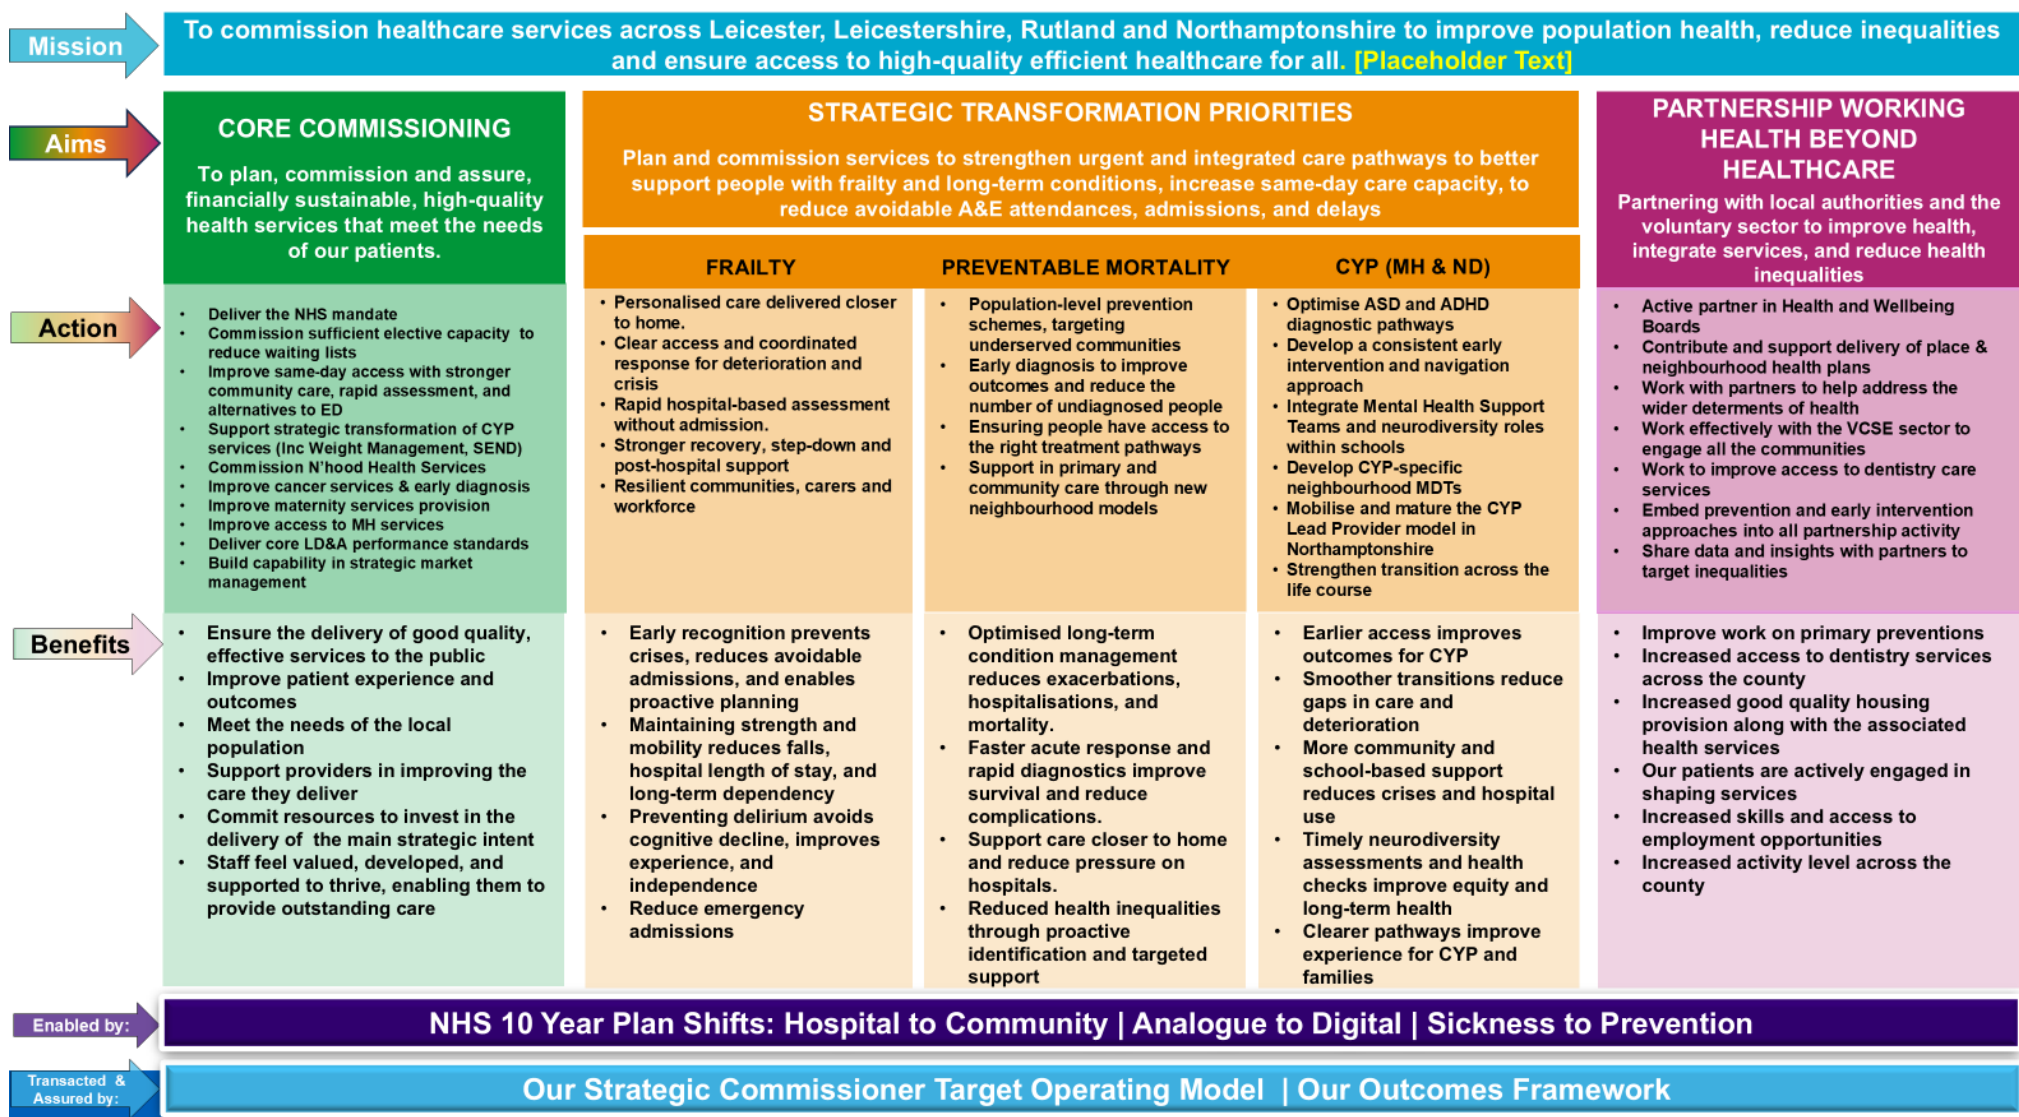 Mission
To commission healthcare services across Leicester, Leicestershire, Rutland and Northamptonshire to improve population health, reduce inequalities
and ensure access to high-quality efficient healthcare for all. [Placeholder Text]
Aims
CORE COMMISSIONING
To plan, commission and assure,
financially sustainable, high-quality
health services that meet the needs
of our patients.
STRATEGIC TRANSFORMATION PRIORITIES
Plan and commission services to strengthen urgent and integrated care pathways to better
support people with frailty and long-term conditions, increase same-day care capacity, to
reduce avoidable A&E attendances, admissions, and delays
FRAILTY
PREVENTABLE MORTALITY
CYP (MH & ND)
PARTNERSHIP WORKING
HEALTH BEYOND
HEALTHCARE
Partnering with local authorities and the
voluntary sector to improve health,
integrate services, and reduce health
inequalities
Action
• Deliver the NHS mandate
• Commission sufficient elective capacity to
reduce waiting lists
• Improve same-day access with stronger
community care, rapid assessment, and
alternatives to ED
• Support strategic transformation of CYP
services (Inc Weight Management, SEND)
• Commission N'hood Health Services
• Improve cancer services & early diagnosis
• Improve maternity services provision
• Improve access to MH services
• Deliver core LD&A performance standards
• Build capability in strategic market
management
• Personalised care delivered closer
to home.
• Clear access and coordinated
response for deterioration and
crisis
• Rapid hospital-based assessment
without admission.
• Stronger recovery, step-down and
post-hospital support
• Resilient communities, carers and
workforce
• Population-level prevention
schemes, targeting
underserved communities
• Early diagnosis to improve
outcomes and reduce the
number of undiagnosed people
• Ensuring people have access to
the right treatment pathways
• Support in primary and
community care through new
neighbourhood models
• Optimise ASD and ADHD
diagnostic pathways
• Develop a consistent early
intervention and navigation
approach
• Integrate Mental Health Support
Teams and neurodiversity roles
within schools
• Develop CYP-specific
neighbourhood MDTs
• Mobilise and mature the CYP
Lead Provider model in
Northamptonshire
• Strengthen transition across the
life course
• Active partner in Health and Wellbeing
Boards
• Contribute and support delivery of place &
neighbourhood health plans
• Work with partners to help address the
wider determents of health
• Work effectively with the VCSE sector to
engage all the communities
• Work to improve access to dentistry care
services
• Embed prevention and early intervention
approaches into all partnership activity
• Share data and insights with partners to
target inequalities
Benefits
• Ensure the delivery of good quality,
effective services to the public
• Improve patient experience and
outcomes
• Meet the needs of the local
population
• Support providers in improving the
care they deliver
• Commit resources to invest in the
delivery of the main strategic intent
• Staff feel valued, developed, and
supported to thrive, enabling them to
provide outstanding care
• Early recognition prevents
crises, reduces avoidable
admissions, and enables
proactive planning
• Maintaining strength and
mobility reduces falls,
hospital length of stay, and
long-term dependency
• Preventing delirium avoids
cognitive decline, improves
experience, and
independence
• Reduce emergency
admissions
• Optimised long-term
condition management
reduces exacerbations,
hospitalisations, and
mortality.
• Faster acute response and
rapid diagnostics improve
survival and reduce
complications.
• Support care closer to home
and reduce pressure on
hospitals.
• Reduced health inequalities
through proactive
identification and targeted
support
• Earlier access improves
outcomes for CYP
• Smoother transitions reduce
gaps in care and
deterioration
• More community and
school-based support
reduces crises and hospital
use
• Timely neurodiversity
assessments and health
checks improve equity and
long-term health
• Clearer pathways improve
experience for CYP and
families
• Improve work on primary preventions
• Increased access to dentistry services
across the county
• Increased good quality housing
provision along with the associated
health services
• Our patients are actively engaged in
shaping services
• Increased skills and access to
employment opportunities
• Increased activity level across the
county
Enabled by:
NHS 10 Year Plan Shifts: Hospital to Community | Analogue to Digital | Sickness to Prevention
Transacted &
Assured by:
Our Strategic Commissioner Target Operating Model | Our Outcomes Framework